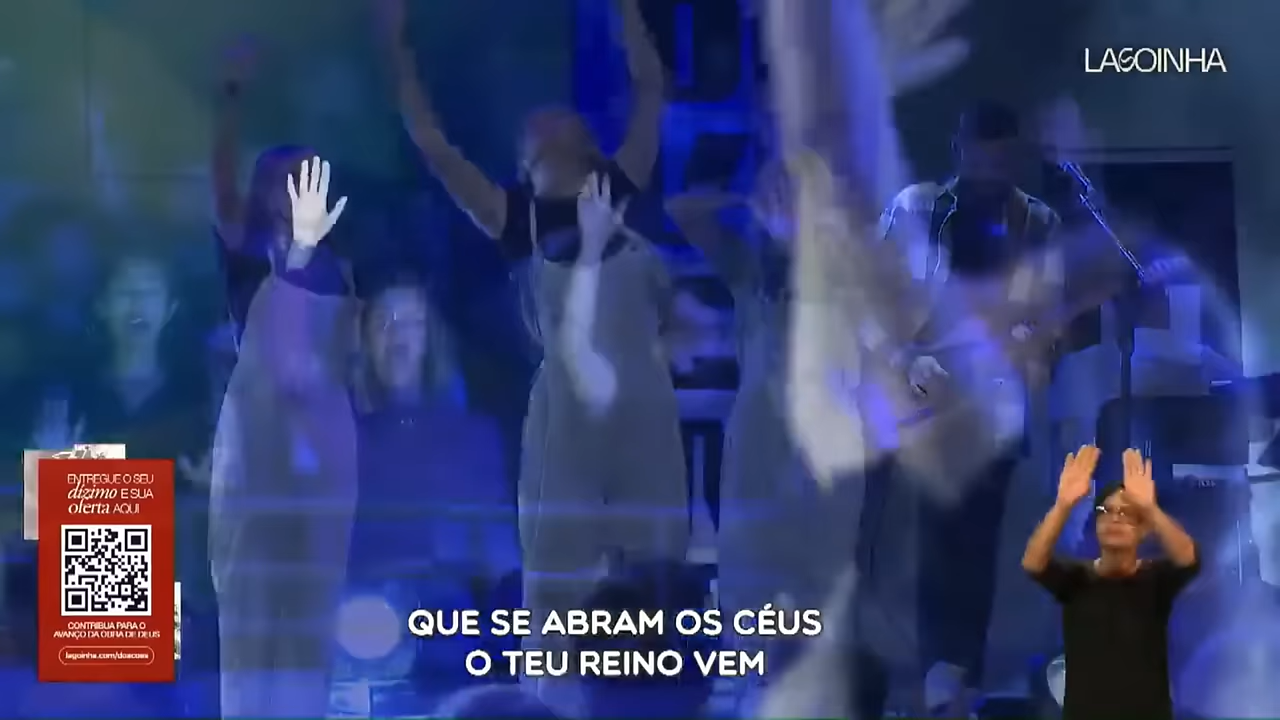 LAGOINHA
ENTREGUE O SEU
dízimo E SUA
oferta AQUI
CONTRIBUA PARA O
AVANÇO DA OBRA DE DEUS
lagoinha.com/doacoes
QUE SE ABRAM OS CÉUS
O TEU REINO VEM